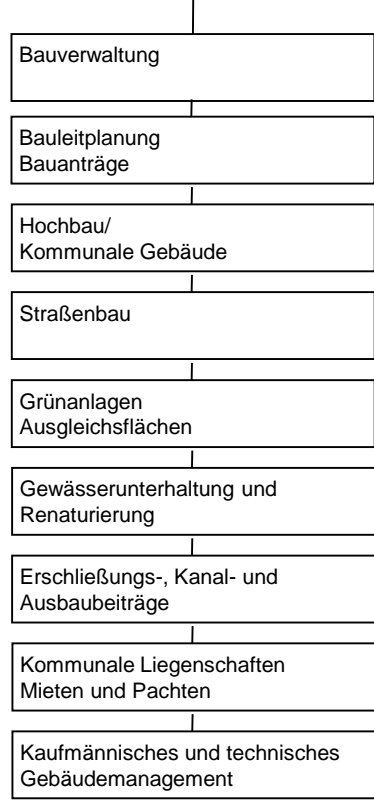 Bauverwaltung
Bauleitplanung
Bauanträge
Hochbau/
Kommunale Gebäude
Straßenbau
Grünanlagen
Ausgleichsflächen
Gewässerunterhaltung und
Renaturierung
Erschließungs-, Kanal- und
Ausbaubeiträge
Kommunale Liegenschaften
Mieten und Pachten
Kaufmännisches und technisches
Gebäudemanagement